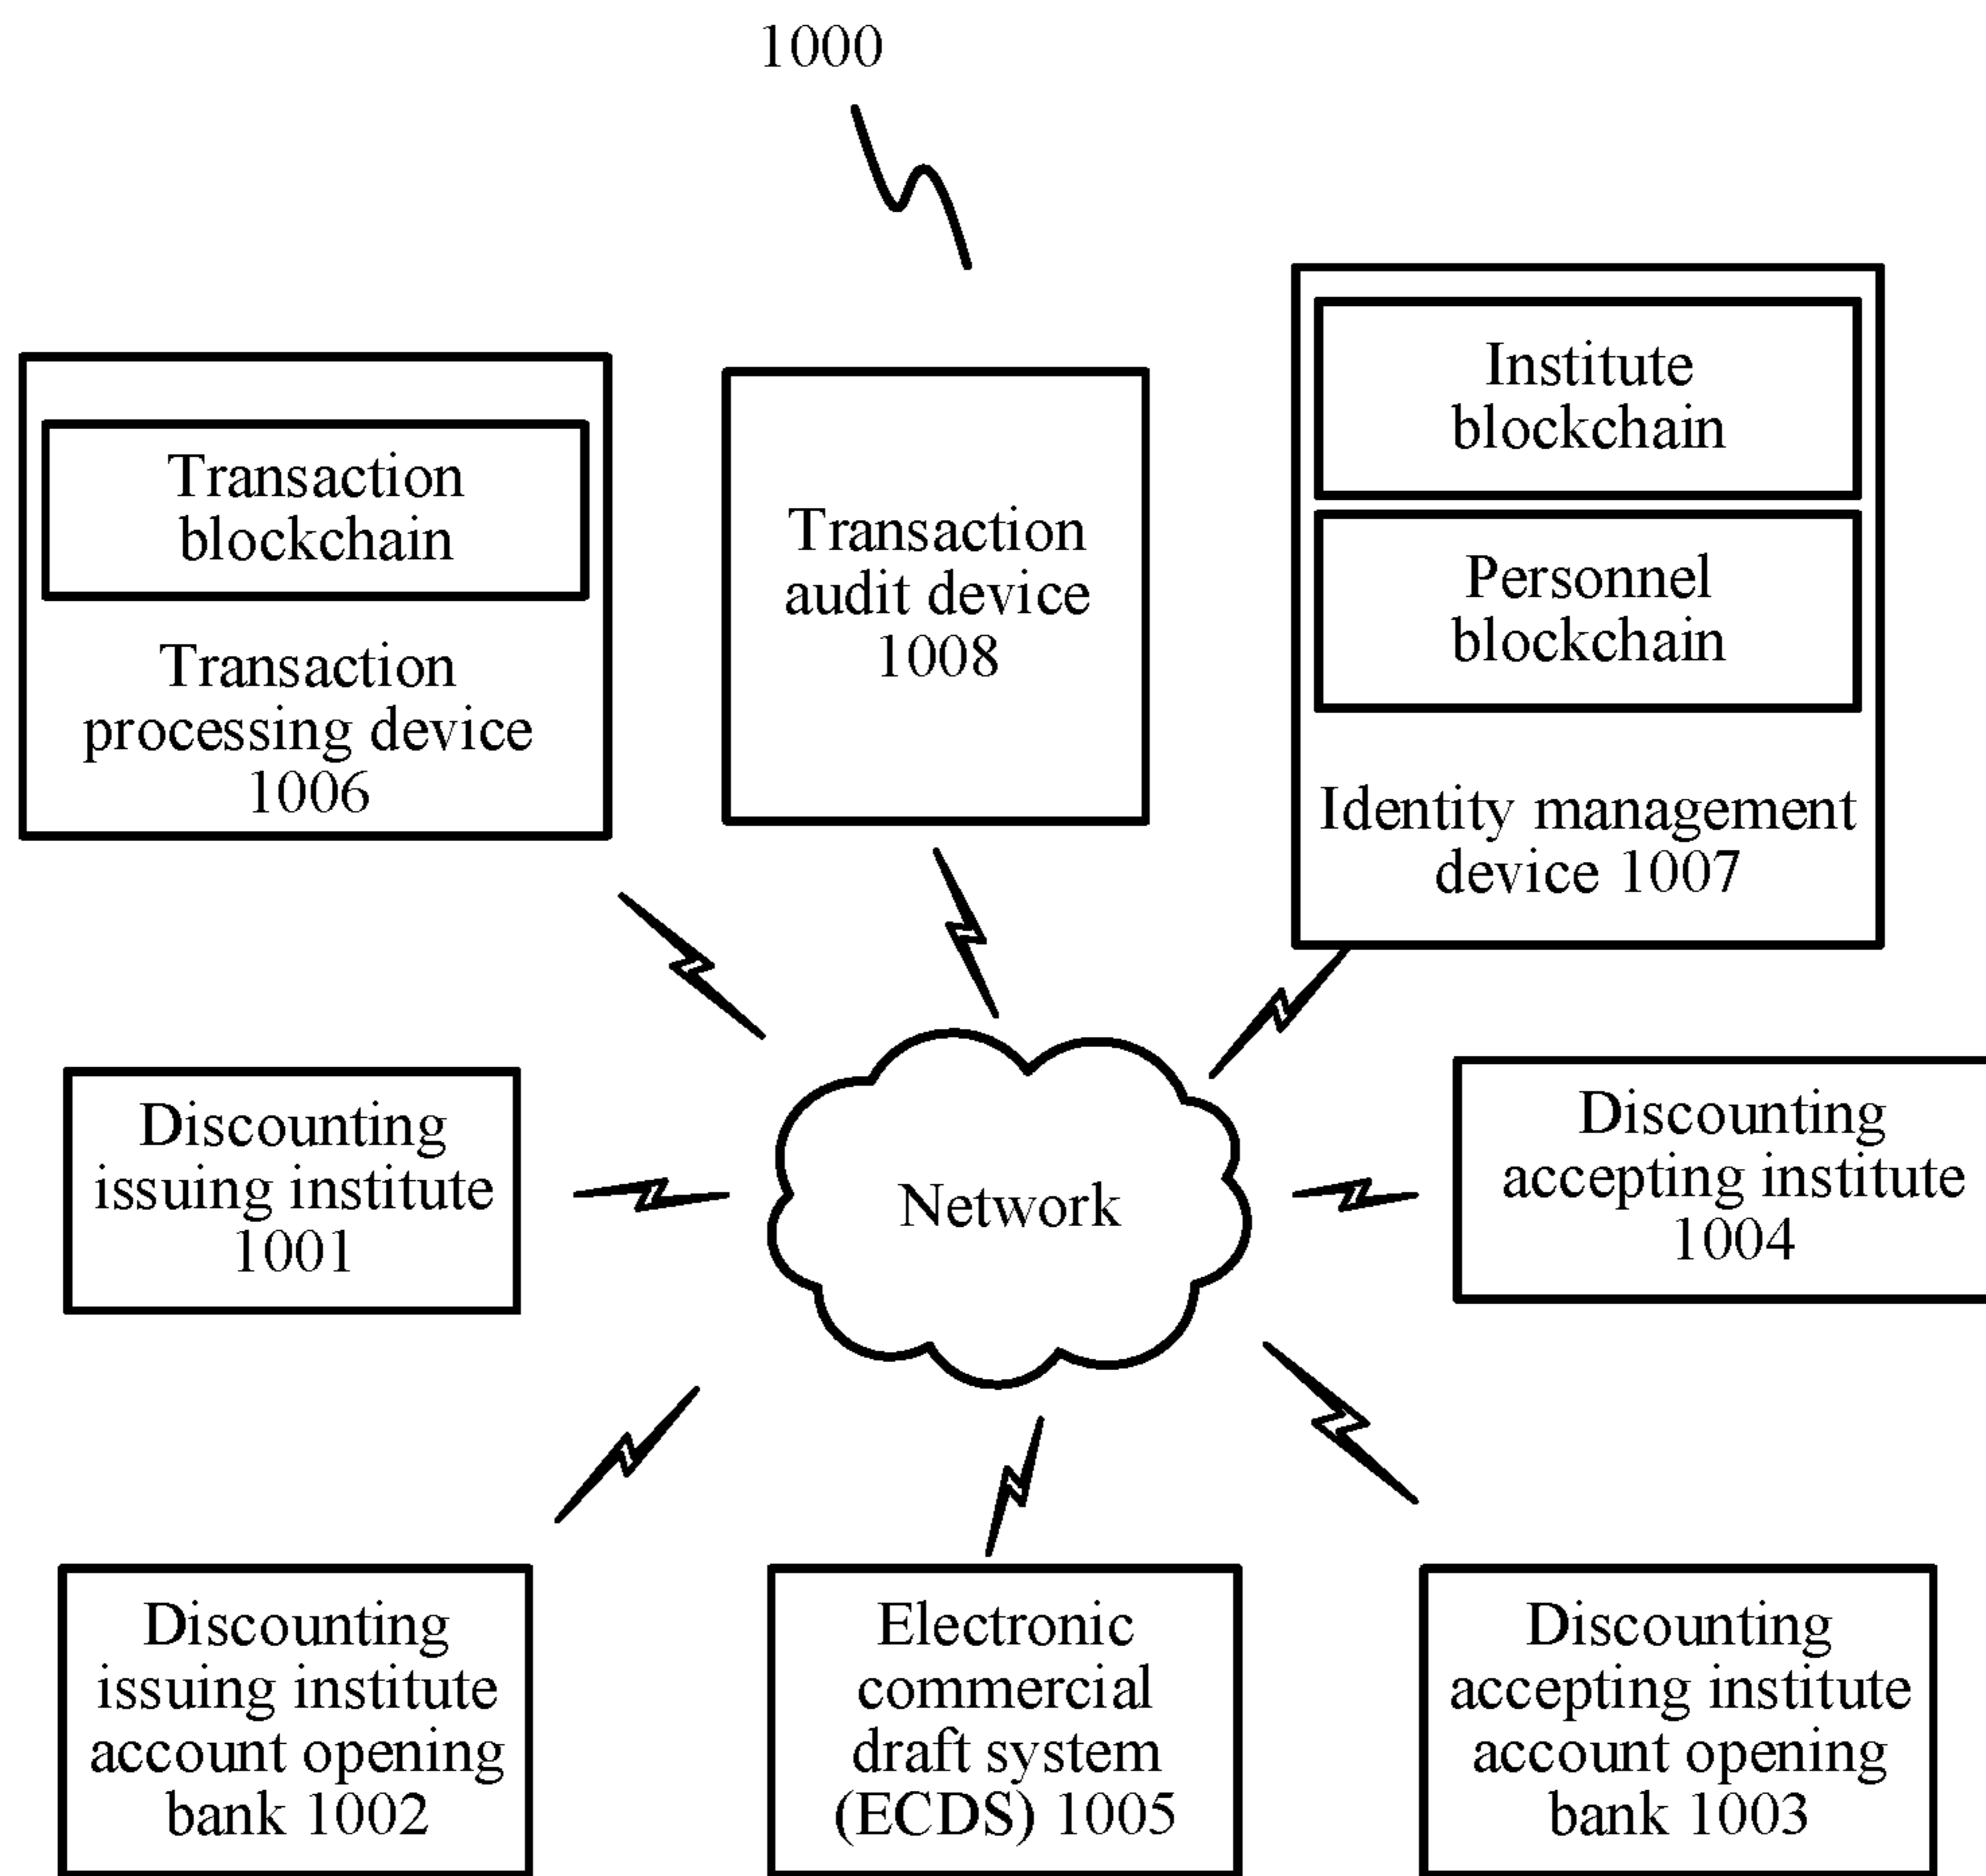 1000
Transaction
blockchain
Transaction
processing device
1006
Transaction
audit device
1008
Institute
blockchain
Personnel
blockchain
Identity management
device 1007
Discounting
issuing institute
1001
Network
Discounting
accepting institute
1004
Discounting
issuing institute
account opening
bank 1002
Electronic
commercial
draft system
(ECDS) 1005
Discounting
accepting institute
account opening
bank 1003